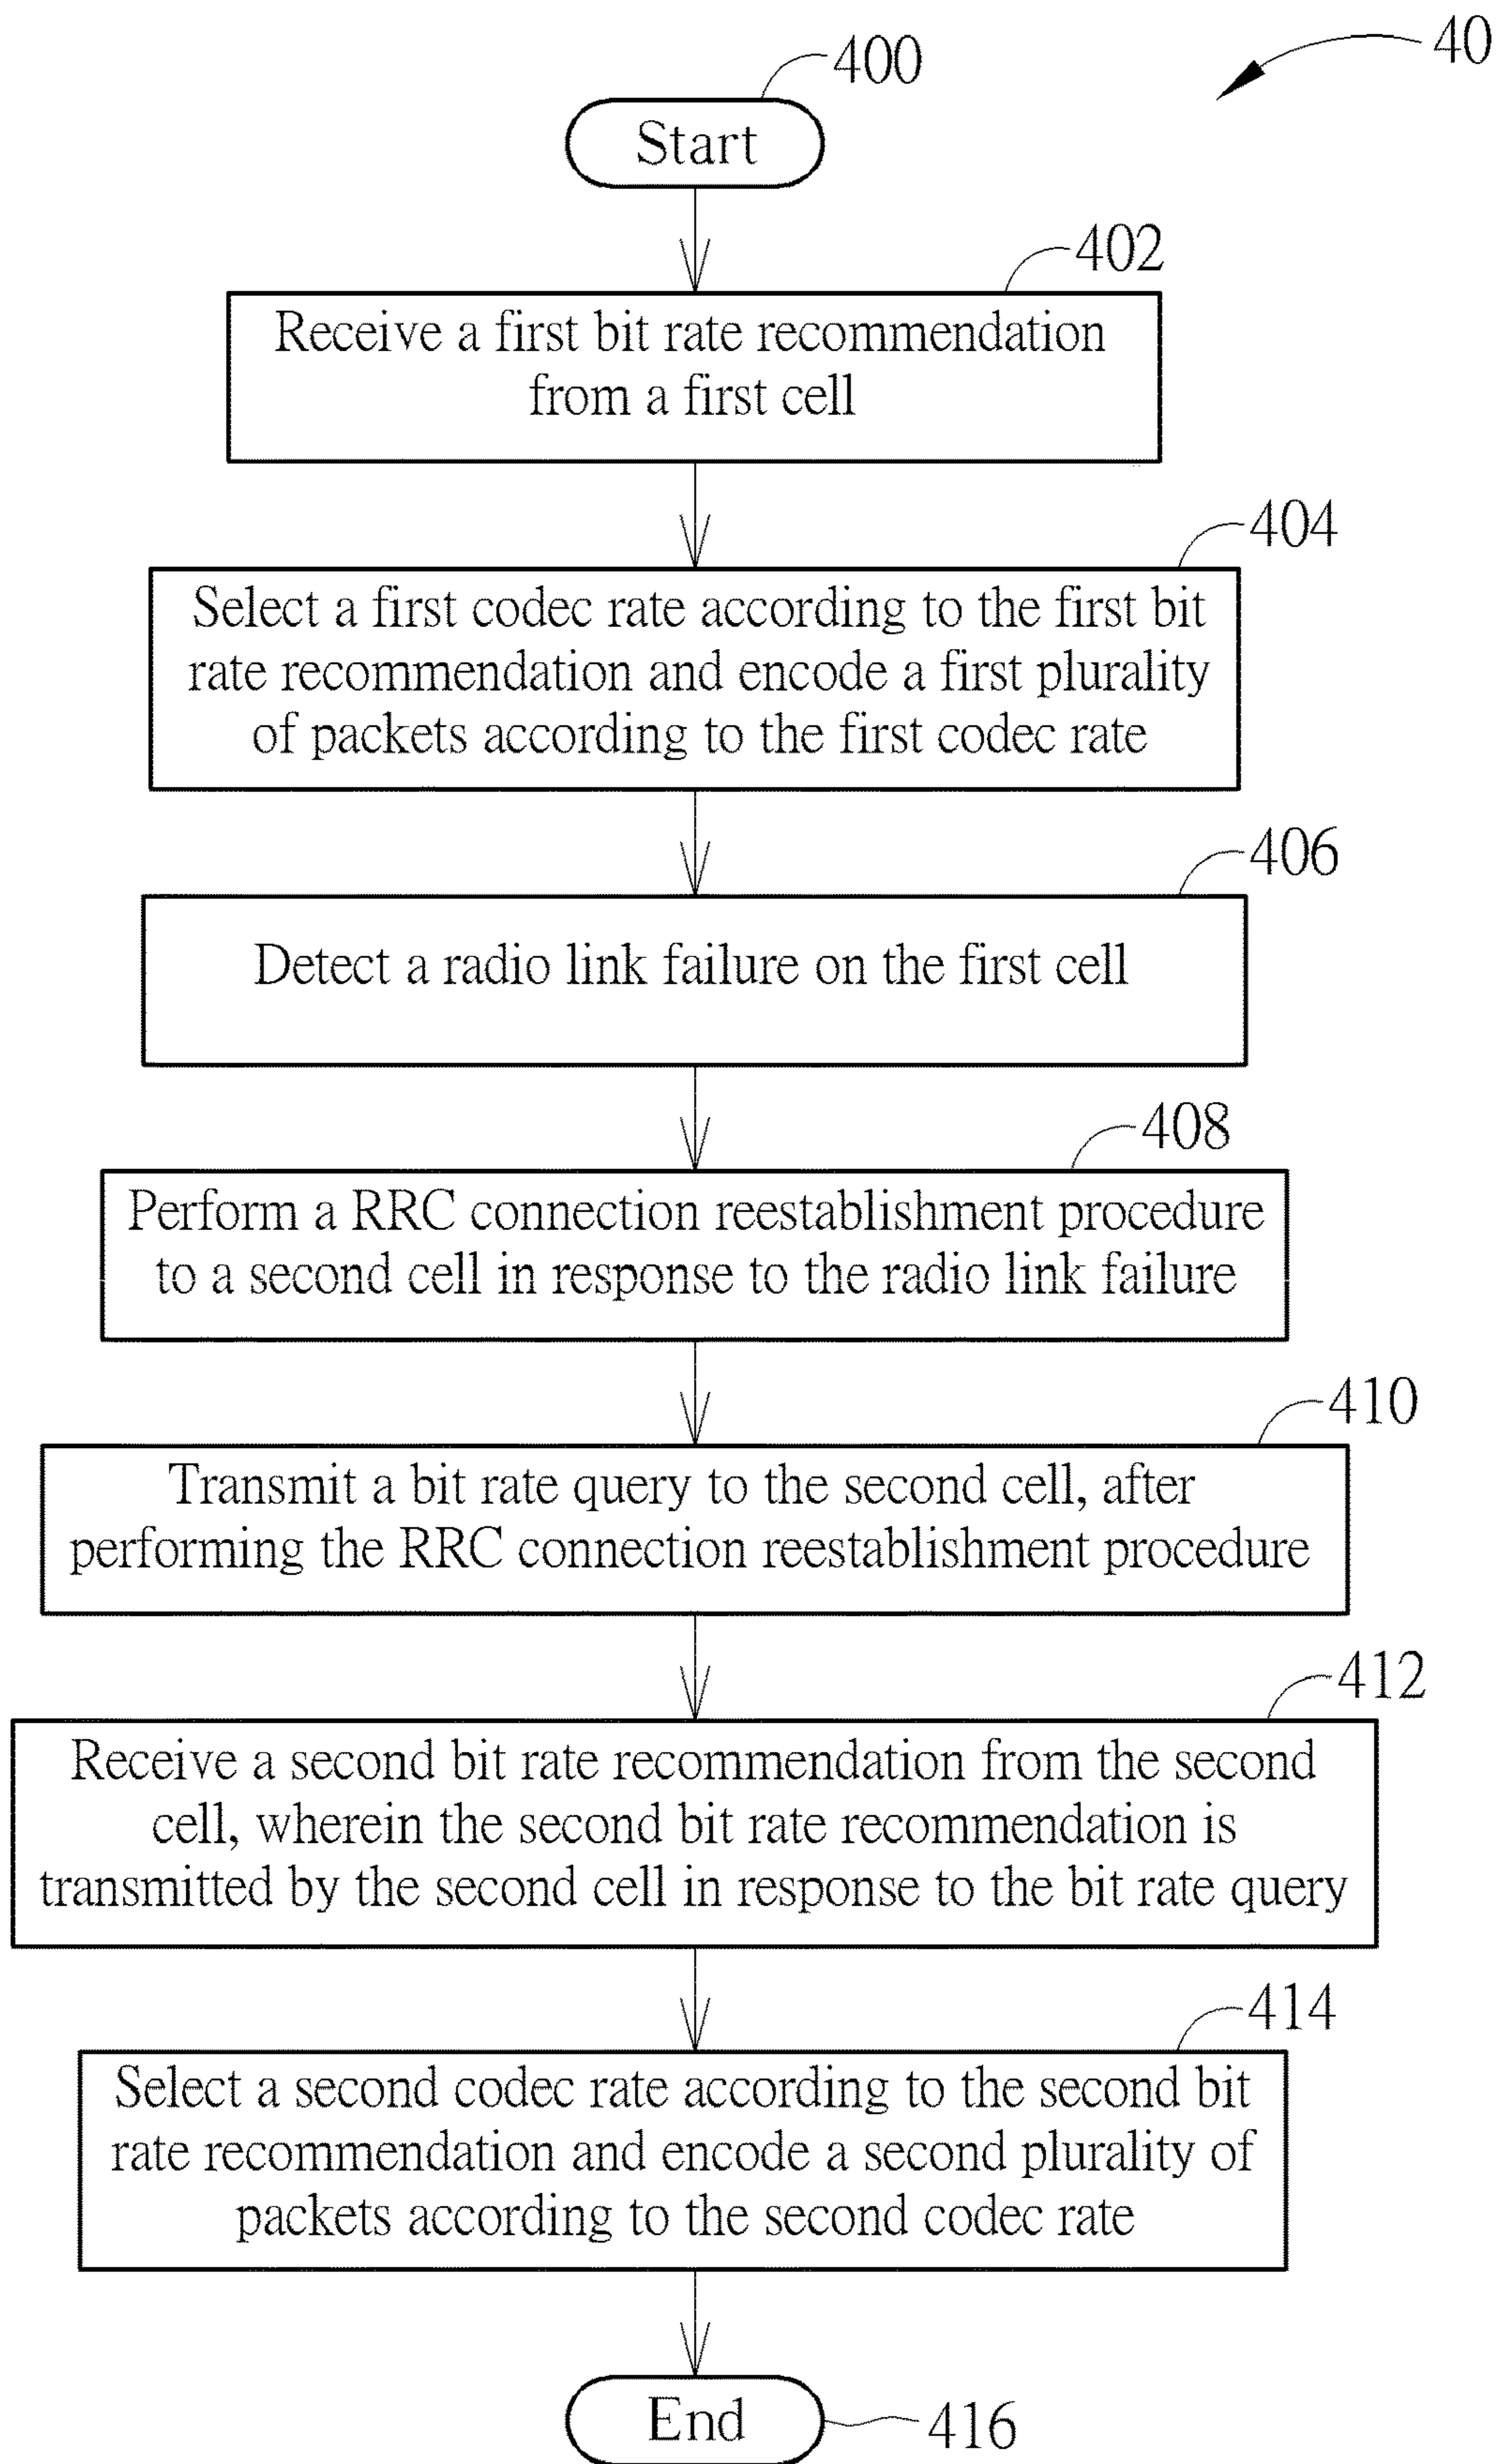 40
400
Start
402
Receive a first bit rate recommendation
from a first cell
404
Select a first codec rate according to the first bit
rate recommendation and encode a first plurality
of packets according to the first codec rate
406
Detect a radio link failure on the first cell
408
Perform a RRC connection reestablishment procedure
to a second cell in response to the radio link failure
410
Transmit a bit rate query to the second cell, after
performing the RRC connection reestablishment procedure
412
Receive a second bit rate recommendation from the second
cell, wherein the second bit rate recommendation is
transmitted by the second cell in response to the bit rate query
414
Select a second codec rate according to the second bit
rate recommendation and encode a second plurality of
packets according to the second codec rate
End
416